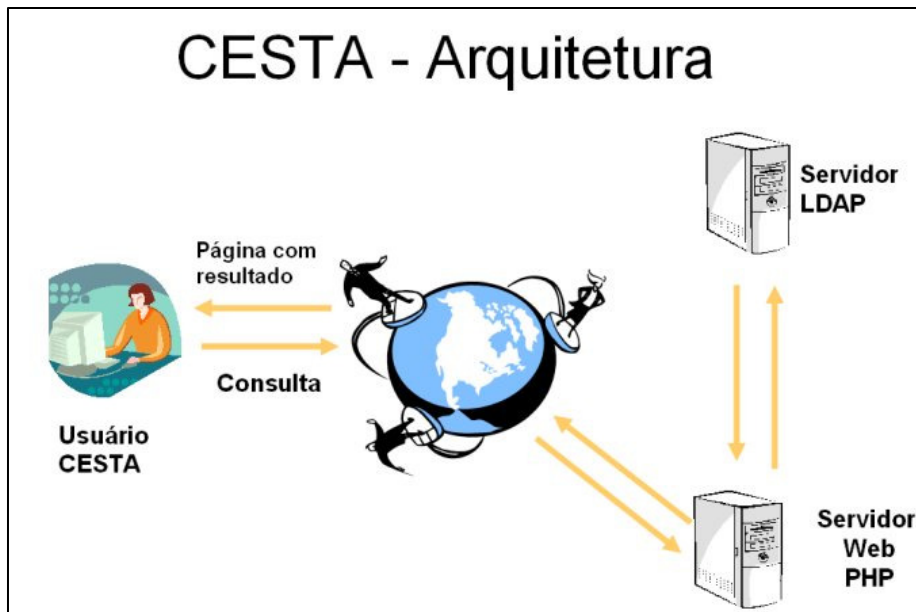 CESTA - Arquitetura
Servidor
LDAP
Página com
resultado
Consulta
Usuário
CESTA
Servidor
Web
PHP